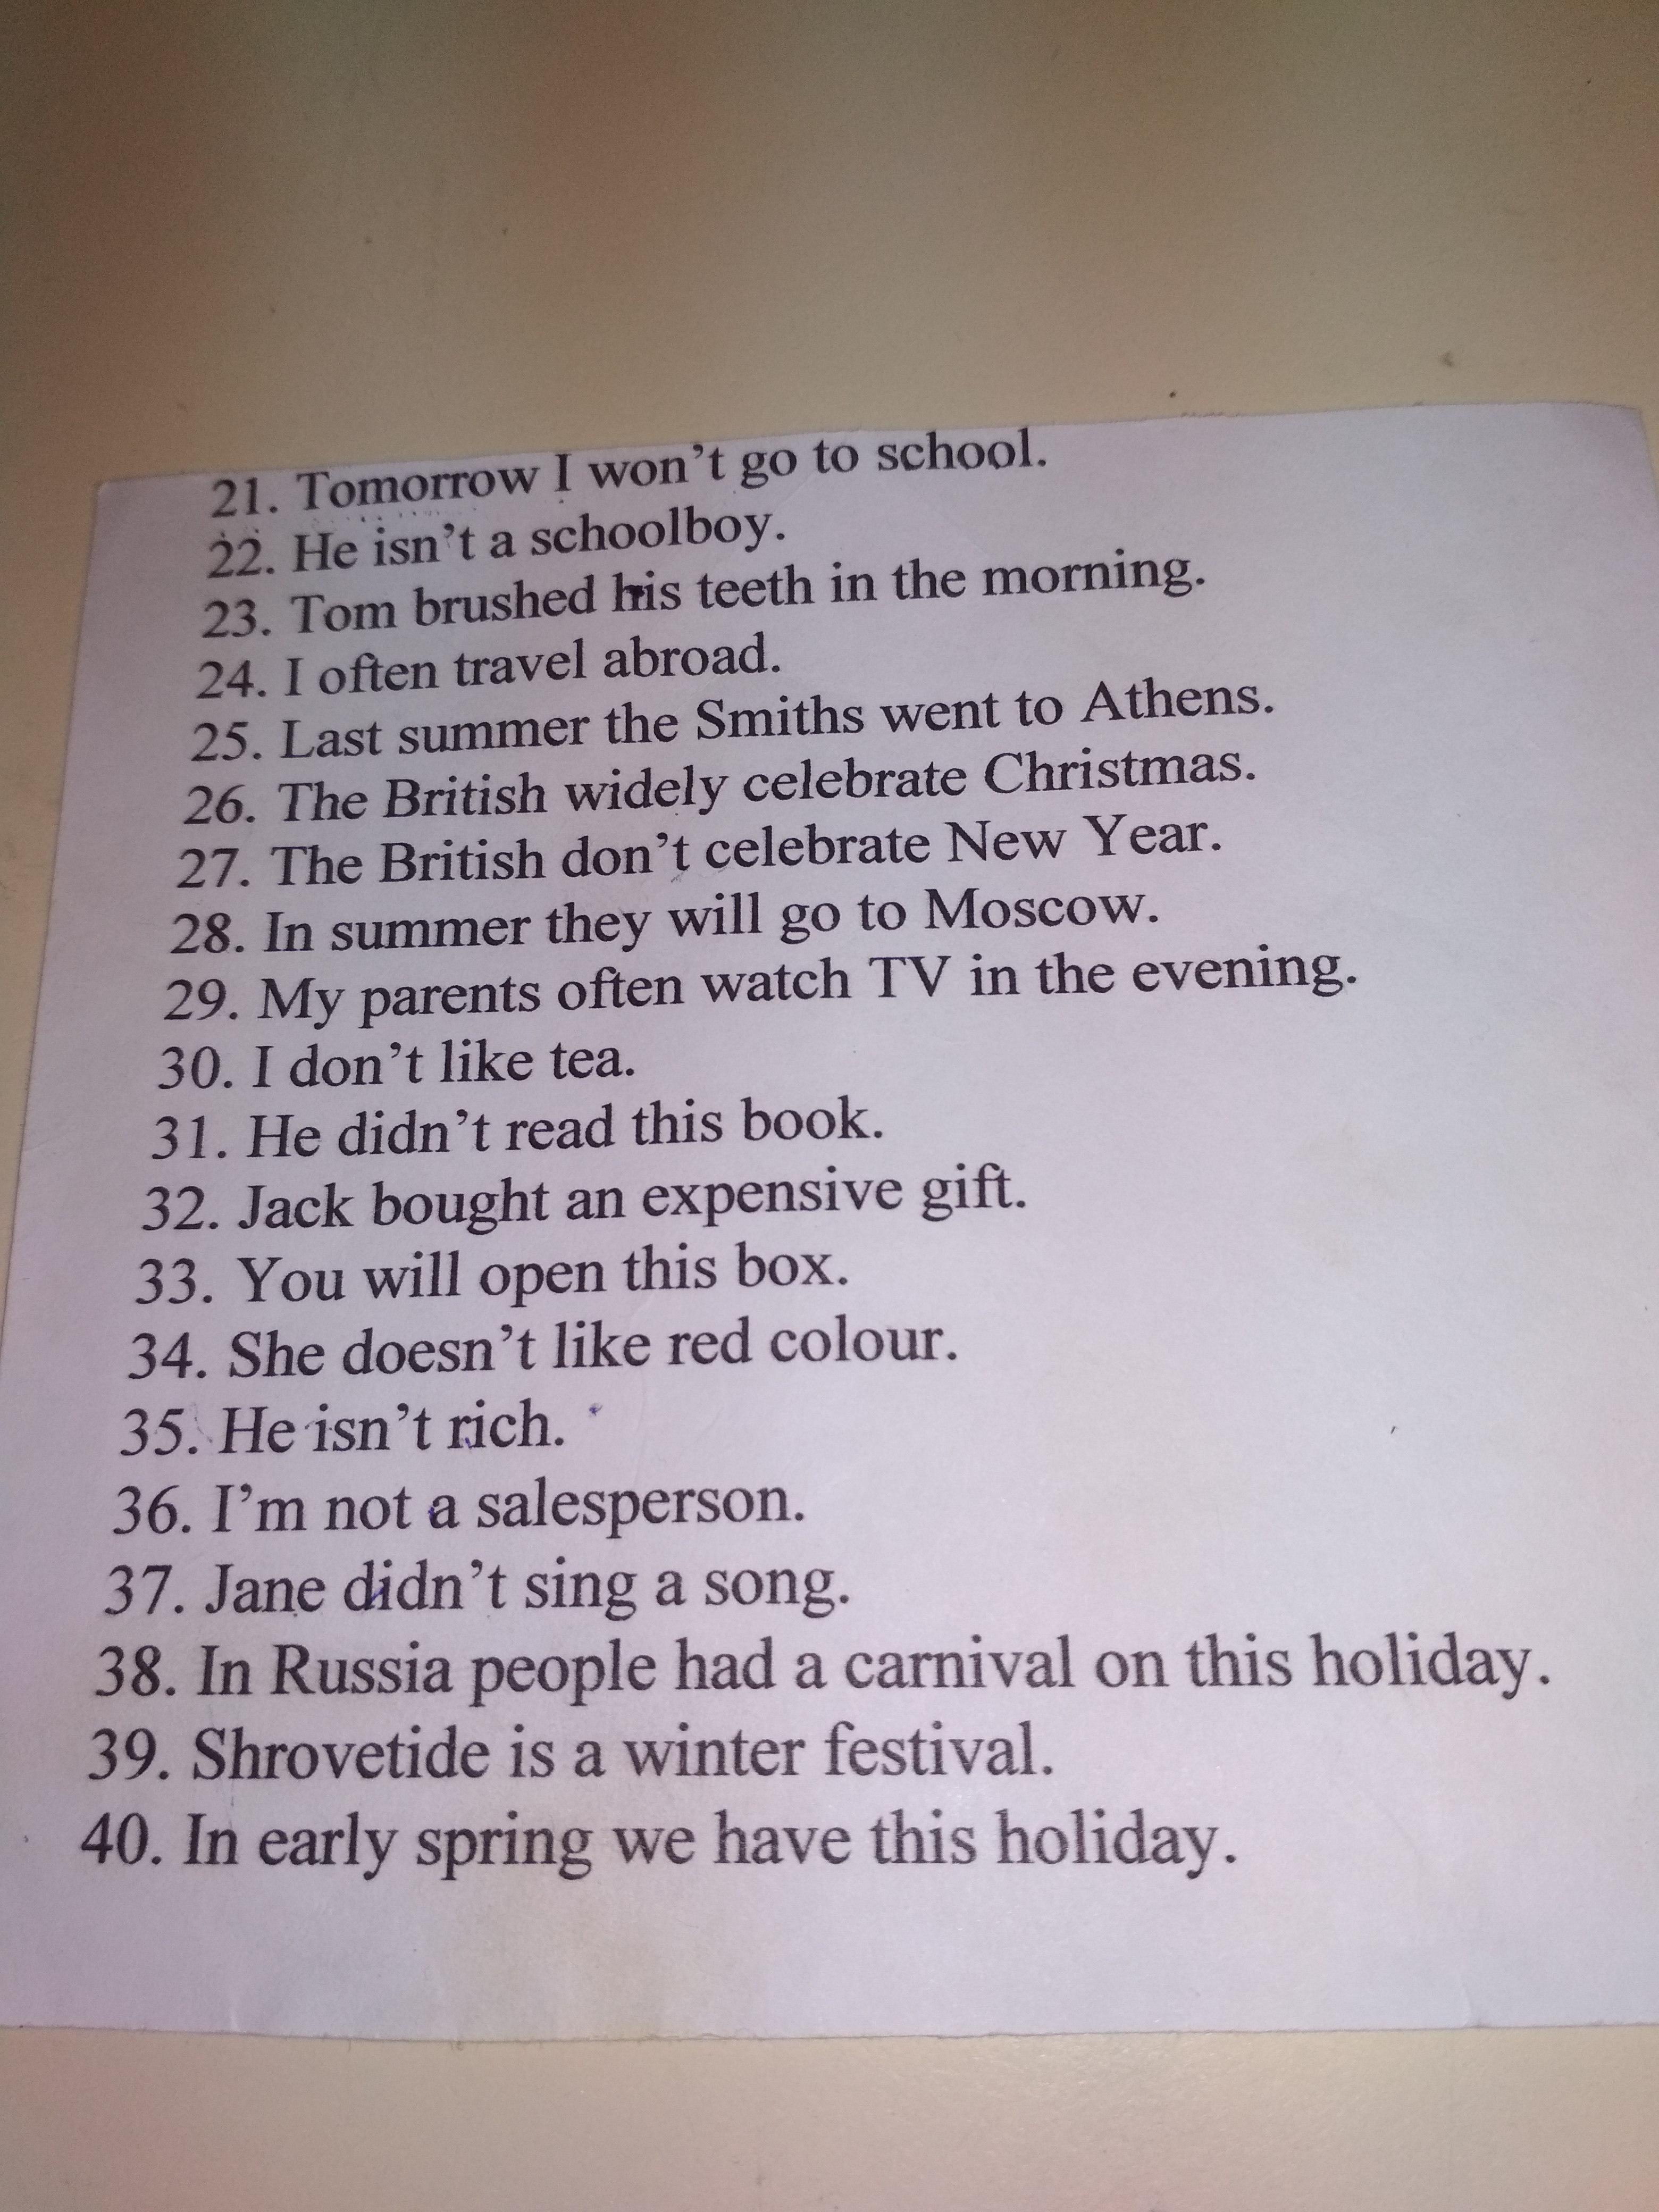 21. Tomorrow I won't go to school.
22. He isn't a schoolboy.
23. Tom brushed his teeth in the morning.
24. I often travel abroad.
25. Last summer the Smiths went to Athens.
26. The British widely celebrate Christmas.
27. The British don't celebrate New Year.
28. In summer they will go to Moscow.
29. My parents often watch TV in the evening.
30. I don't like tea.
31. He didn't read this book.
32. Jack bought an expensive gift.
33. You will open this box.
34. She doesn't like red colour.
35. He isn't rich.
36. I'm not a salesperson.
37. Jane didn't sing a song.
38. In Russia people had a carnival on this holiday.
39. Shrovetide is a winter festival.
40. In early spring we have this holiday.